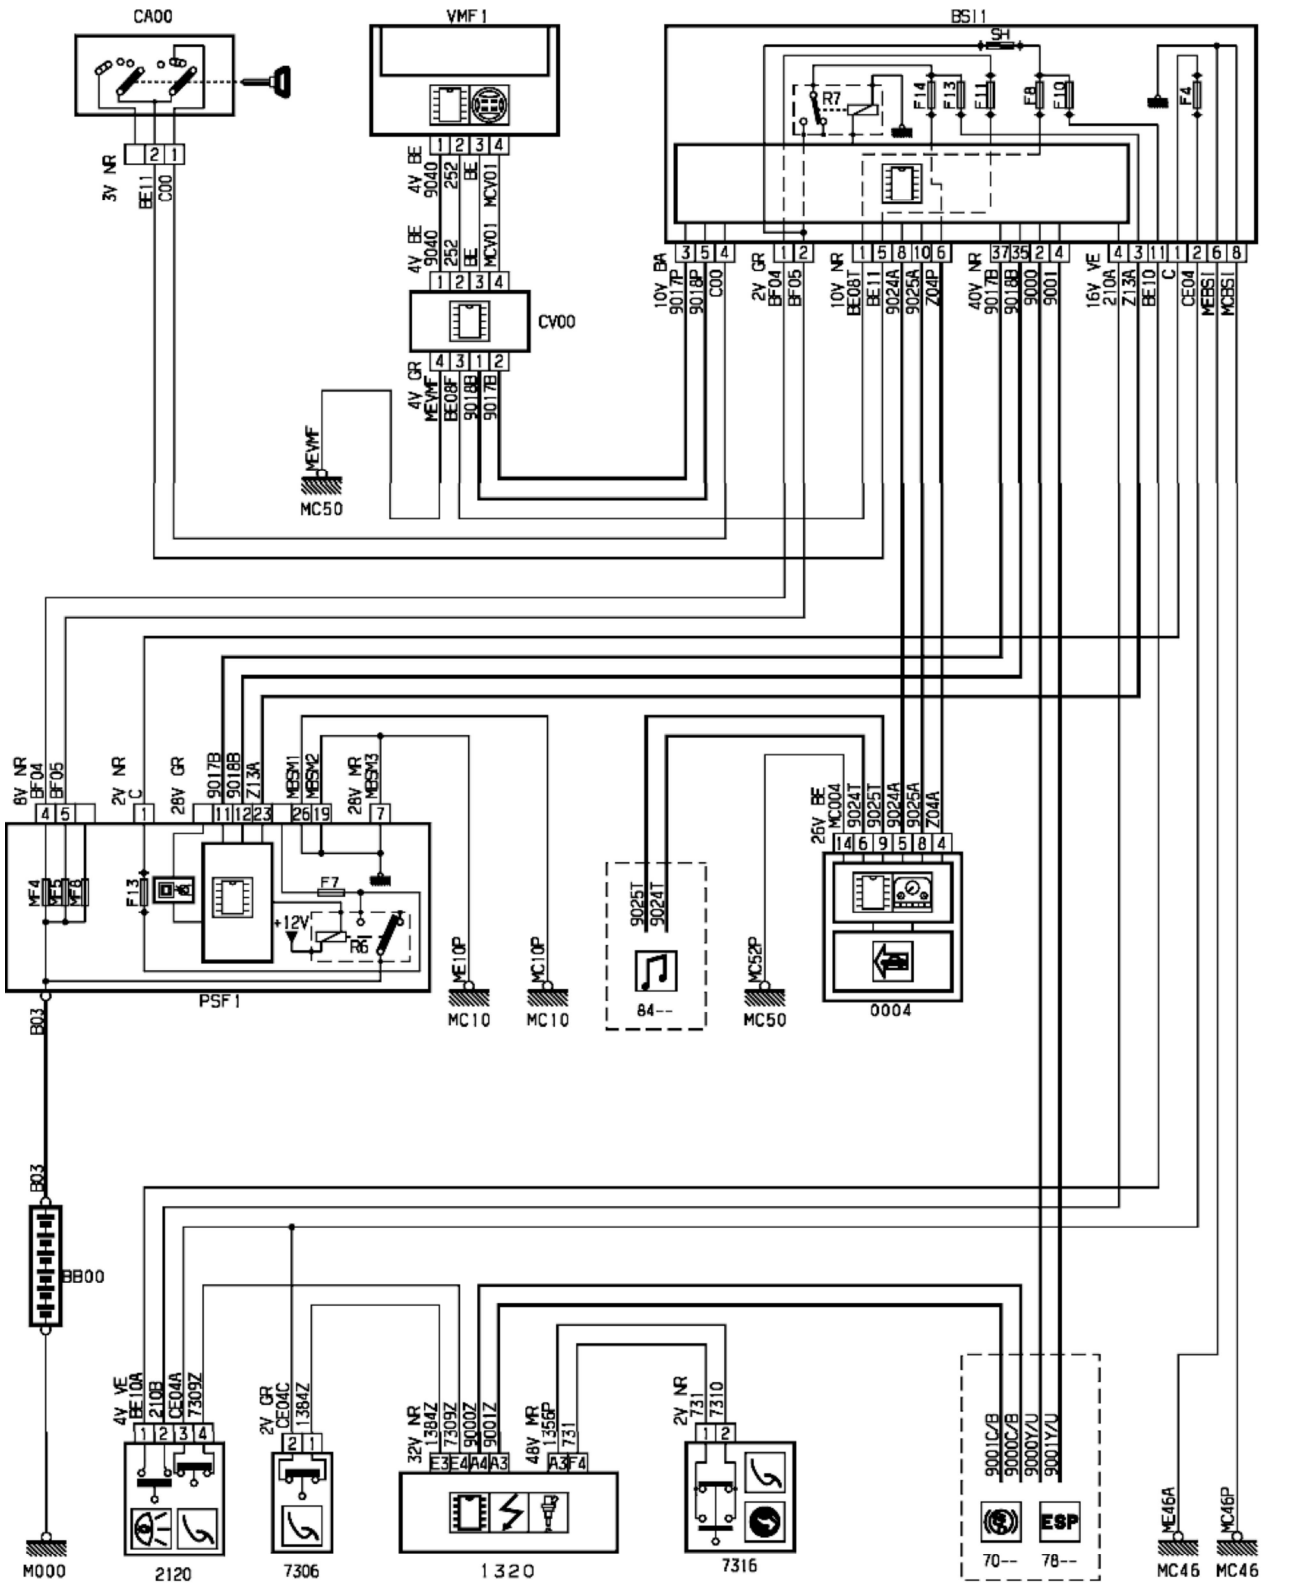 CA00
VMF1
BSI1
SH
R7
F14
F13
F11
F8
F10
F4
1
2
3
4
2
1
3V NR
BE11
C00
4V BE
9040
252
BE
MCV01
4V BE
9040
252
BE
MCV01
1
2
3
4
CV00
4
3
1
2
4V GR
MEVMF
BE08F
9018B
9017B
3
5
4
1
2
1
5
8
10
6
37
35
2
4
4
3
11
1
2
6
8
10V BA
9017P
9018P
C00
2V GR
BF04
BF05
10V NR
BE08T
BE11
9024A
9025A
Z04P
40V NR
9017B
9018B
9000
9001
16V VE
210A
Z13A
BE10
C
CE04
MEBSI
MCBSI
MEVMF
MC50
8V NR
BF04
BF05
2V NR
C
28V GR
9017B
9018B
Z13A
MBSM1
MBSM2
28V MR
MBSM3
4
5
1
11
12
23
26
19
7
MF4
MF5
MF6
F13
F7
+12V
R6
PSF1
B03
ME10P
MC10P
MC10
MC10
9025T
9024T
84--
MC52P
MC50
26V BE
MC004
9024T
9025T
9024A
9025A
Z04A
14
6
9
5
8
4
0004
B03
BB00
M000
4V VE
BE10A
210B
CE04A
7309Z
1
2
3
4
2120
2V GR
CE04C
1384Z
2
1
7306
32V NR
1384Z
7309Z
9000Z
9001Z
48V MR
1356P
731
E3
E4
A4
A3
A3
F4
1320
2V NR
731
7310
1
2
7316
9001C/B
9000C/B
9000Y/U
9001Y/U
ESP
70--
78--
ME46A
MC46P
MC46
MC46